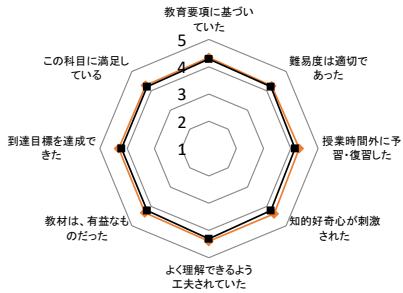 教育要項に基づい
ていた
難易度は適切で
あった
授業時間外に予
習・復習した
知的好奇心が刺激
された
よく理解できるよう
工夫されていた
教材は、有益なも
のだった
到達目標を達成で
きた
この科目に満足し
ている
5
4
3
2
1